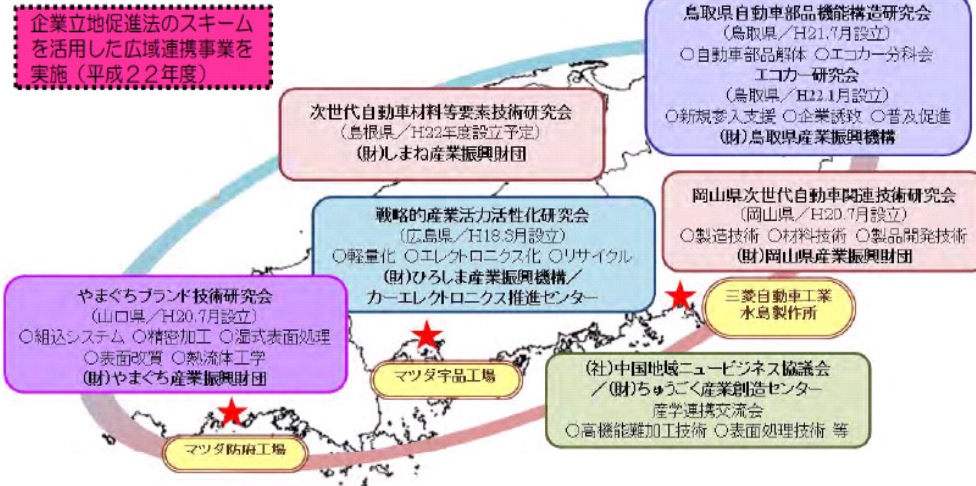 企業立地促進法のスキーム
を活用した広域連携事業を
実施（平成２２年度）
鳥取県自動車部品機能構造研究会
(鳥取県／H21.7月設立)
○自動車部品解体 ○エコカー分科会
エコカー研究会
(鳥取県／H22.1月設立)
○新規参入支援 ○企業誘致 ○普及促進
(財)鳥取県産業振興機構
次世代自動車材料等要素技術研究会
(島根県／H22年度設立予定)
(財)しまね産業振興財団
岡山県次世代自動車関連技術研究会
(岡山県／H20.7月設立)
○製造技術 ○材料技術 ○製品開発技術
(財)岡山県産業振興財団
戦略的産業活力活性化研究会
(広島県／H18.3月設立)
○軽量化 ○エレクトロニクス化 ○リサイクル
(財)ひろしま産業振興機構／
カーエレクトロニクス推進センター
やまぐちブランド技術研究会
(山口県／H20.7月設立)
○組込システム ○精密加工 ○湿式表面処理
○表面改質 ○熱流体工学
(財)やまぐち産業振興財団
三菱自動車工業
水島製作所
マツダ宇品工場
(社)中国地域ニュービジネス協議会
／(財)ちゅうごく産業創造センター
産学連携交流会
○高機能難加工技術 ○表面処理技術 等
マツダ防府工場